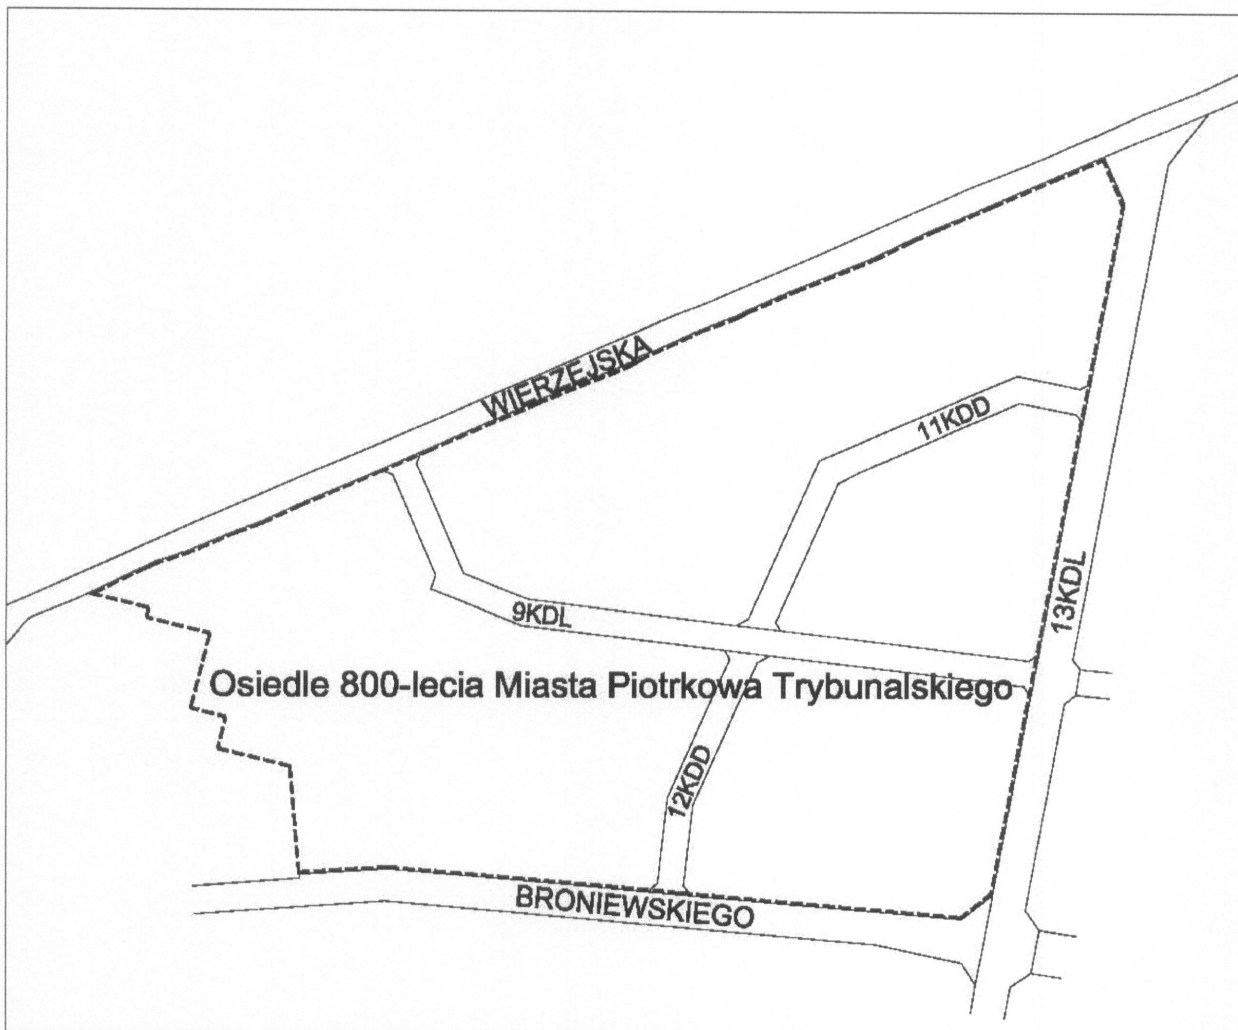 WIERZEJSKA
11KDD
13KDL
9KDL
Osiedle 800-lecia Miasta Piotrkowa Trybunalskiego
12KDD
BRONIEWSKIEGO